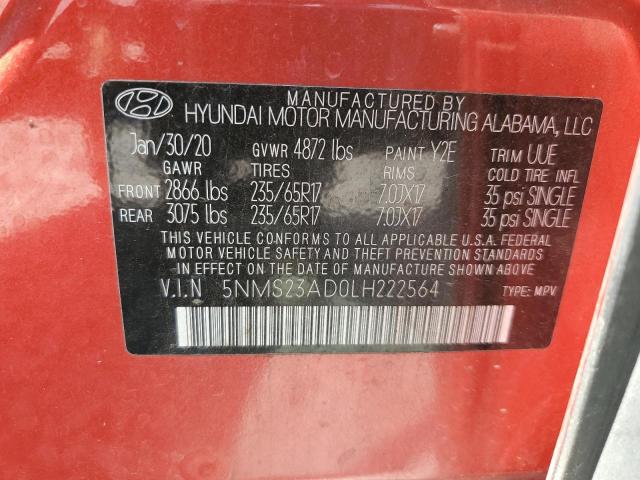 MANUFACTURED BY
HYUNDAI MOTOR MANUFACTURING ALABAMA, LLC
Jan/30/20 GVWR 4872 lbs PAINT Y2E TRIM UUE
GAWR TIRES RIMS COLD TIRE INFL
FRONT 2866 lbs 235/65R17 7.0JX17 35 psi SINGLE
REAR 3075 lbs 235/65R17 7.0JX17 35 psi SINGLE
THIS VEHICLE CONFORMS TO ALL APPLICABLE U.S.A. FEDERAL
MOTOR VEHICLE SAFETY AND THEFT PREVENTION STANDARDS
IN EFFECT ON THE DATE OF MANUFACTURE SHOWN ABOVE.
V.I.N 5NMS23AD0LH222564 TYPE: MPV